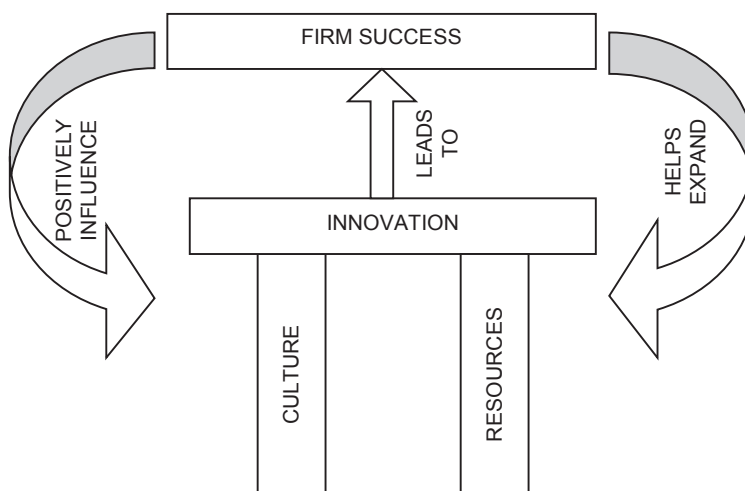 FIRM SUCCESS
POSITIVELY
INFLUENCE
LEADS
TO
HELPS
EXPAND
INNOVATION
CULTURE
RESOURCES